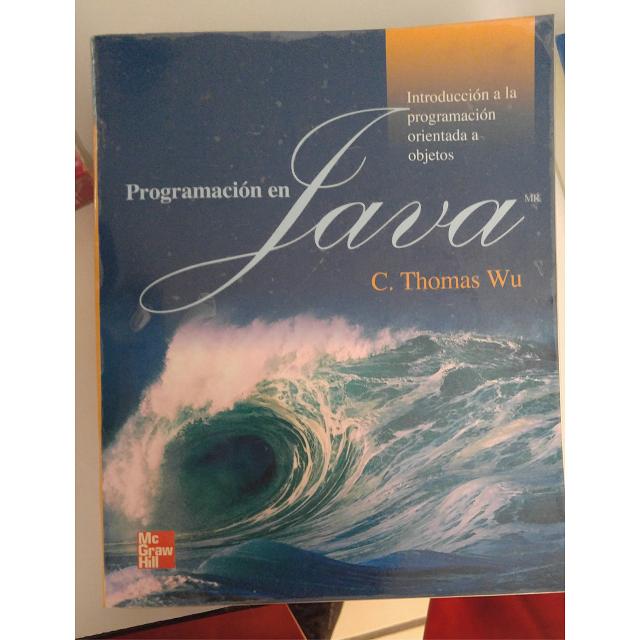 Introducción a la
programación
orientada a
objetos
Programación en
Java MR
C. Thomas Wu
Mc
Graw
Hill